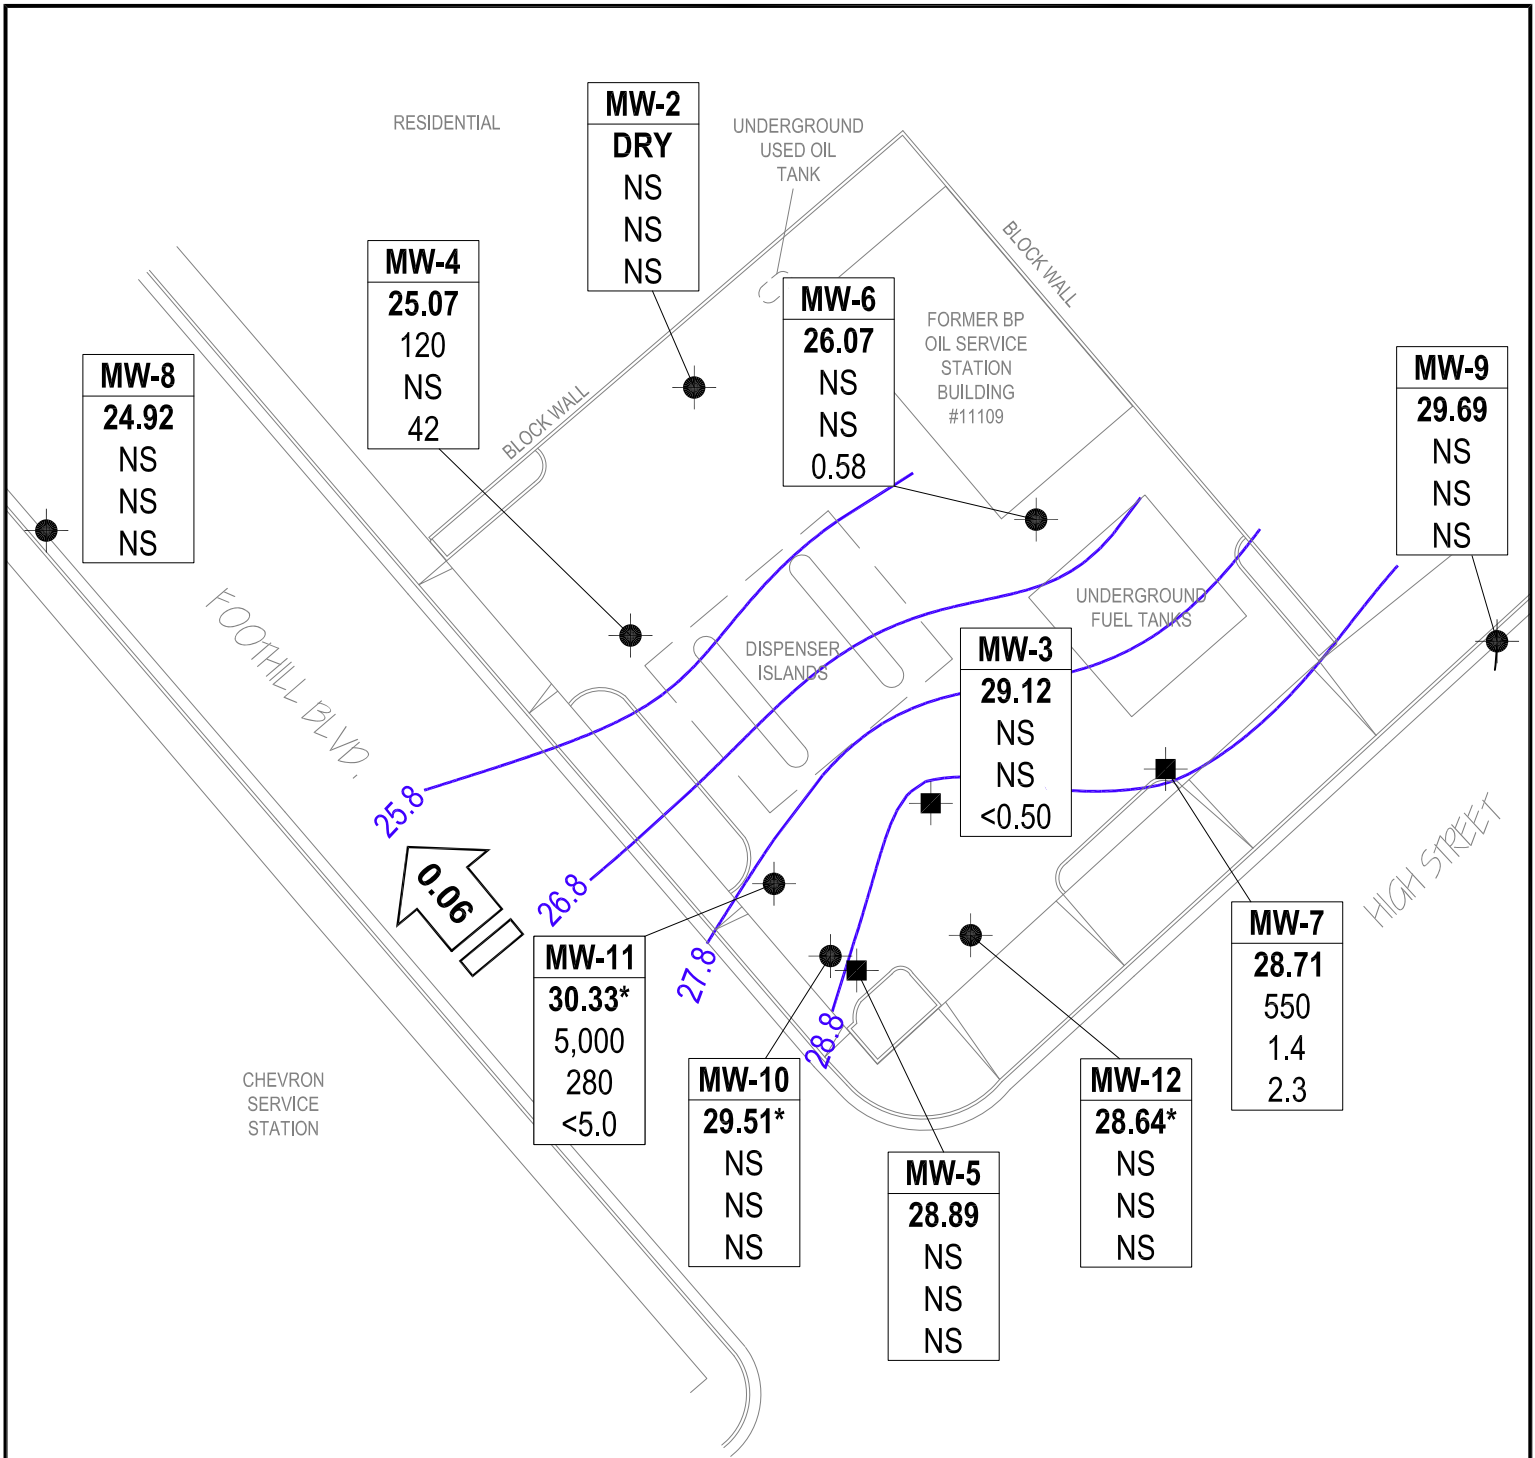 RESIDENTIAL
MW-2
DRY
NS
NS
NS
UNDERGROUND
USED OIL
TANK
BLOCK WALL
MW-4
25.07
120
NS
42
MW-6
26.07
NS
NS
0.58
FORMER BP
OIL SERVICE
STATION
BUILDING
#11109
MW-8
24.92
NS
NS
NS
BLOCK WALL
MW-9
29.69
NS
NS
NS
FOOTHILL BLVD.
DISPENSER
ISLANDS
UNDERGROUND
FUEL TANKS
MW-3
29.12
NS
NS
<0.50
25.8
26.8
27.8
28.8
0.06
HIGH STREET
MW-11
30.33*
5,000
280
<5.0
MW-7
28.71
550
1.4
2.3
CHEVRON
SERVICE
STATION
MW-10
29.51*
NS
NS
NS
MW-12
28.64*
NS
NS
NS
MW-5
28.89
NS
NS
NS